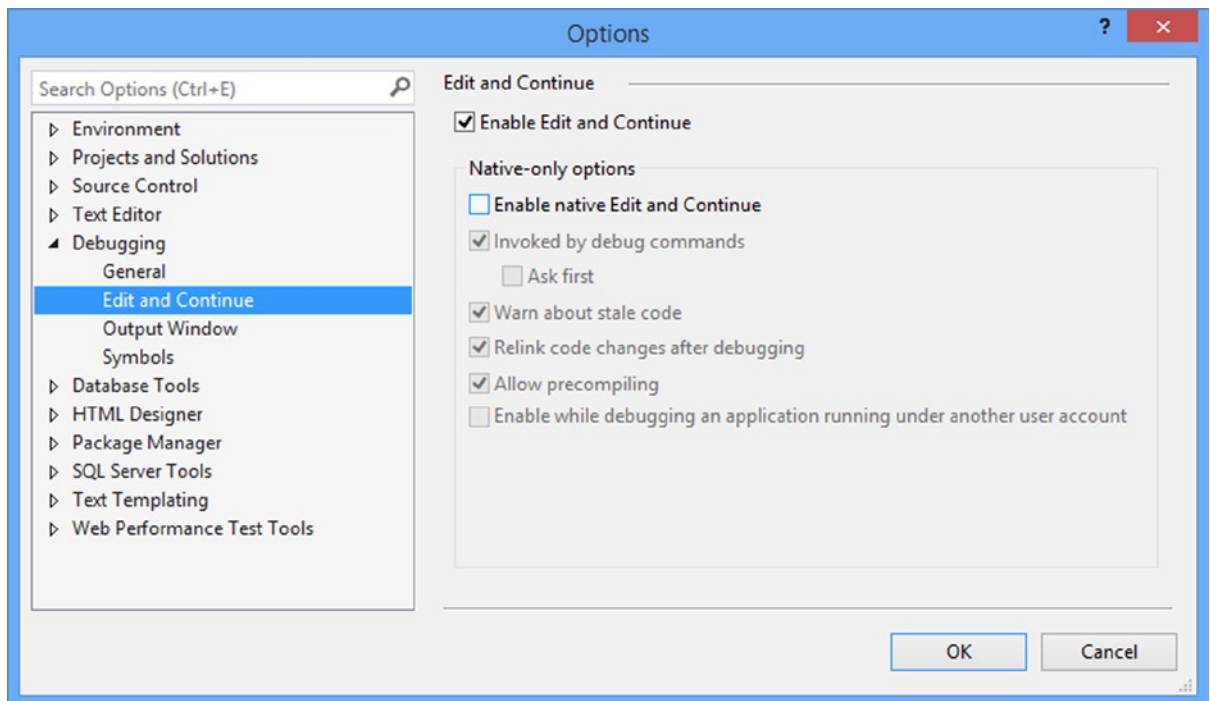 Options
?
Search Options (Ctrl+E)
Environment
Projects and Solutions
Source Control
Text Editor
Debugging
General
Edit and Continue
Output Window
Symbols
Database Tools
HTML Designer
Package Manager
SQL Server Tools
Text Templating
Web Performance Test Tools
Edit and Continue
Enable Edit and Continue
Native-only options
Enable native Edit and Continue
Invoked by debug commands
Ask first
Warn about stale code
Relink code changes after debugging
Allow precompiling
Enable while debugging an application running under another user account
OK
Cancel